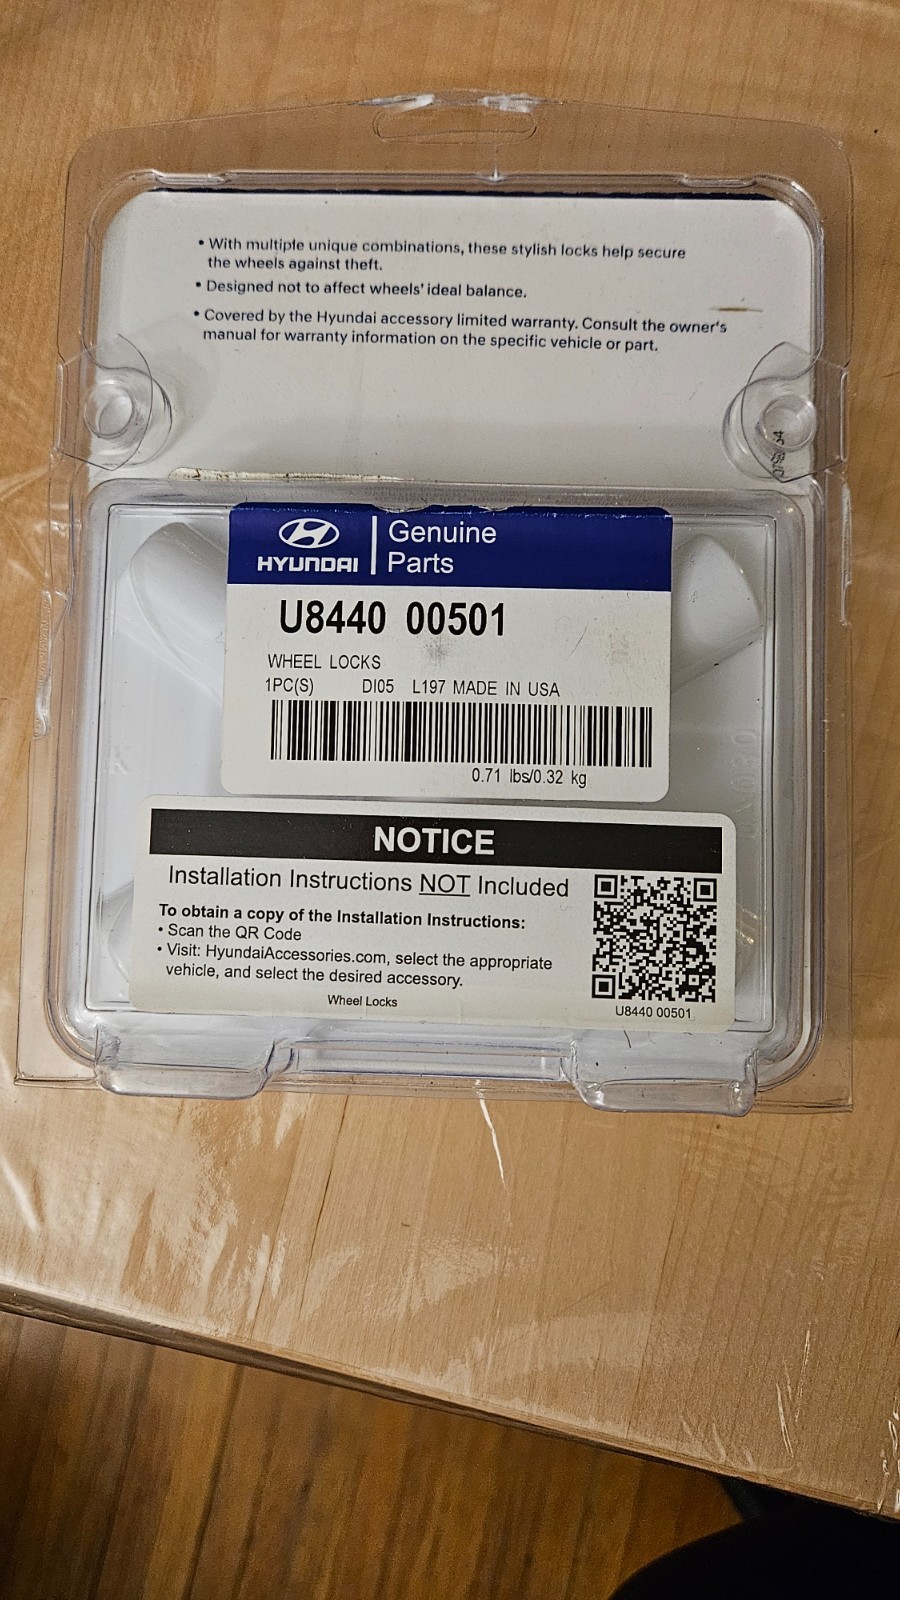 • With multiple unique combinations, these stylish locks help secure
the wheels against theft.
• Designed not to affect wheels' ideal balance.
• Covered by the Hyundai accessory limited warranty. Consult the owner's
manual for warranty information on the specific vehicle or part.
HYUNDAI
Genuine
Parts
U8440 00501
WHEEL LOCKS
1PC(S) DI05 L197 MADE IN USA
0.71 lbs/0.32 kg
NOTICE
Installation Instructions NOT Included
To obtain a copy of the Installation Instructions:
• Scan the QR Code
• Visit: HyundaiAccessories.com, select the appropriate
vehicle, and select the desired accessory.
Wheel Locks
U8440 00501